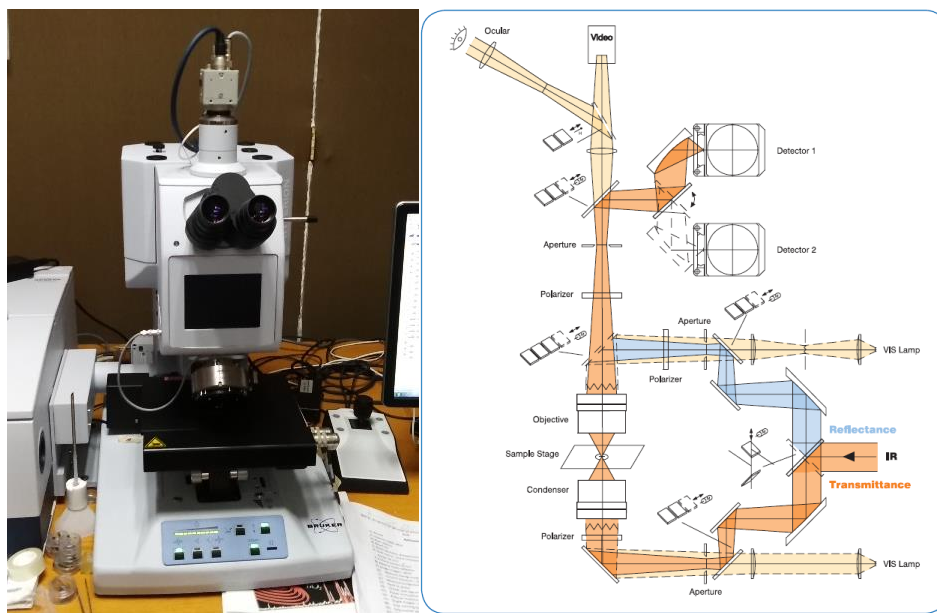 BRUKER
Ocular
Video
Detector 1
Aperture
Detector 2
Polarizer
Aperture
VIS Lamp
Polarizer
Objective
Reflectance
Sample Stage
IR
Condenser
Transmittance
Polarizer
VIS Lamp
Aperture